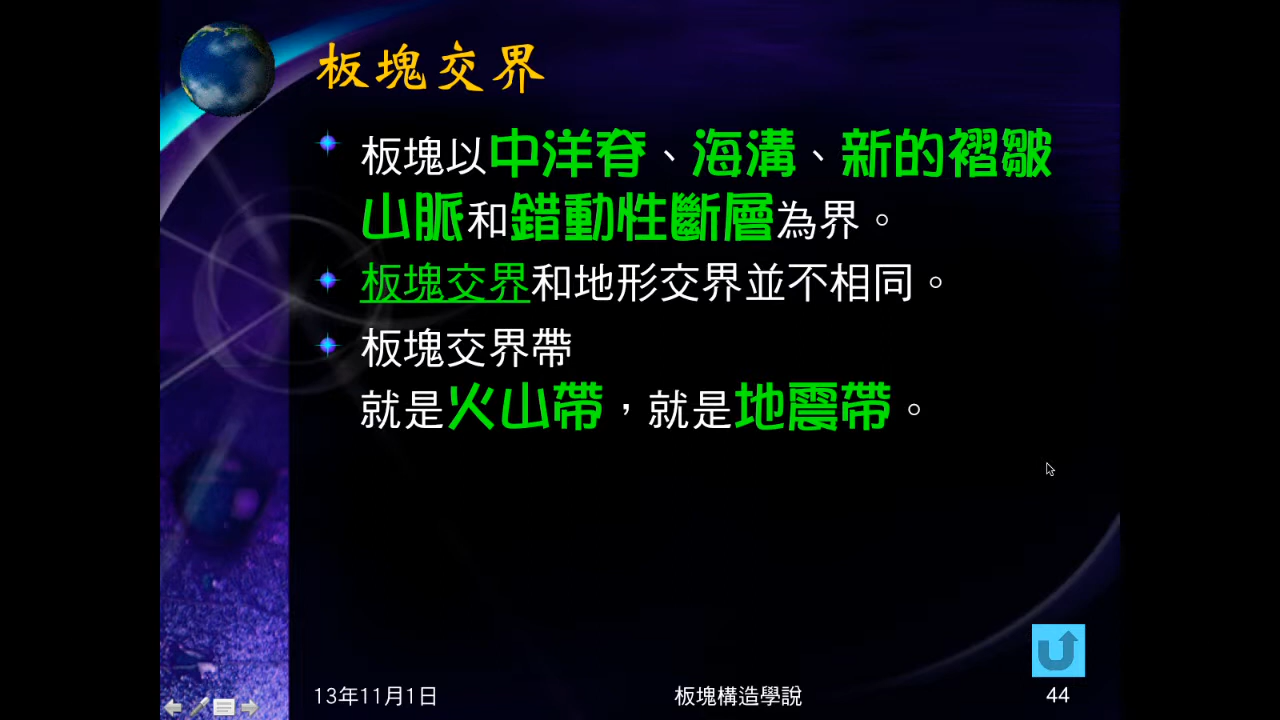 板塊交界
板塊以中洋脊、海溝、新的褶皺
山脈和錯動性斷層為界。
板塊交界和地形交界並不相同。
板塊交界帶
就是火山帶，就是地震帶。
13年11月1日
板塊構造學說
44